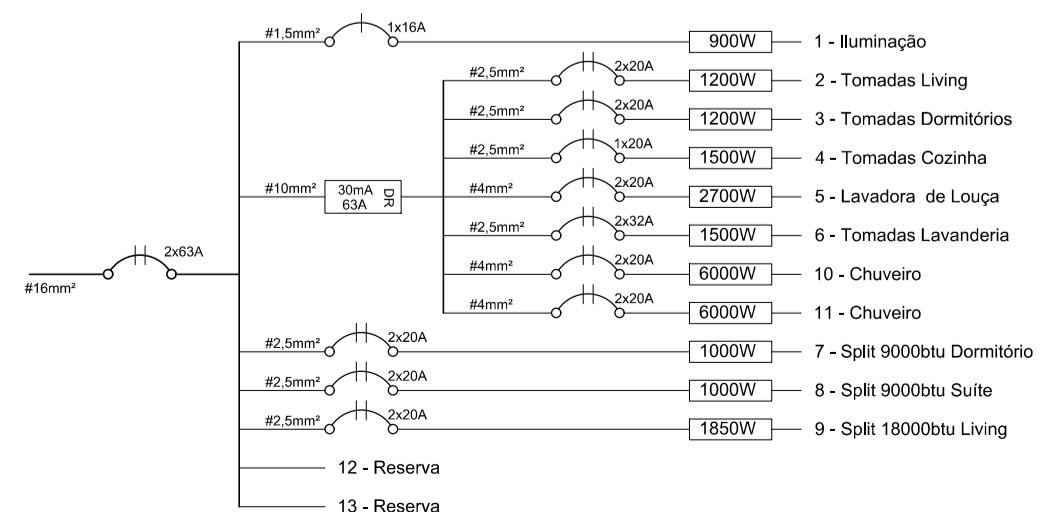 #1,5mm² 1x16A 900W 1 - Iluminação
#2,5mm² 2x20A 1200W 2 - Tomadas Living
#2,5mm² 2x20A 1200W 3 - Tomadas Dormitórios
#2,5mm² 1x20A 1500W 4 - Tomadas Cozinha
#10mm² 30mA 63A DR #4mm² 2x20A 2700W 5 - Lavadora de Louça
#2,5mm² 2x32A 1500W 6 - Tomadas Lavanderia
#16mm² 2x63A #4mm² 2x20A 6000W 10 - Chuveiro
#4mm² 2x20A 6000W 11 - Chuveiro
#2,5mm² 2x20A 1000W 7 - Split 9000btu Dormitório
#2,5mm² 2x20A 1000W 8 - Split 9000btu Suíte
#2,5mm² 2x20A 1850W 9 - Split 18000btu Living
12 - Reserva
13 - Reserva